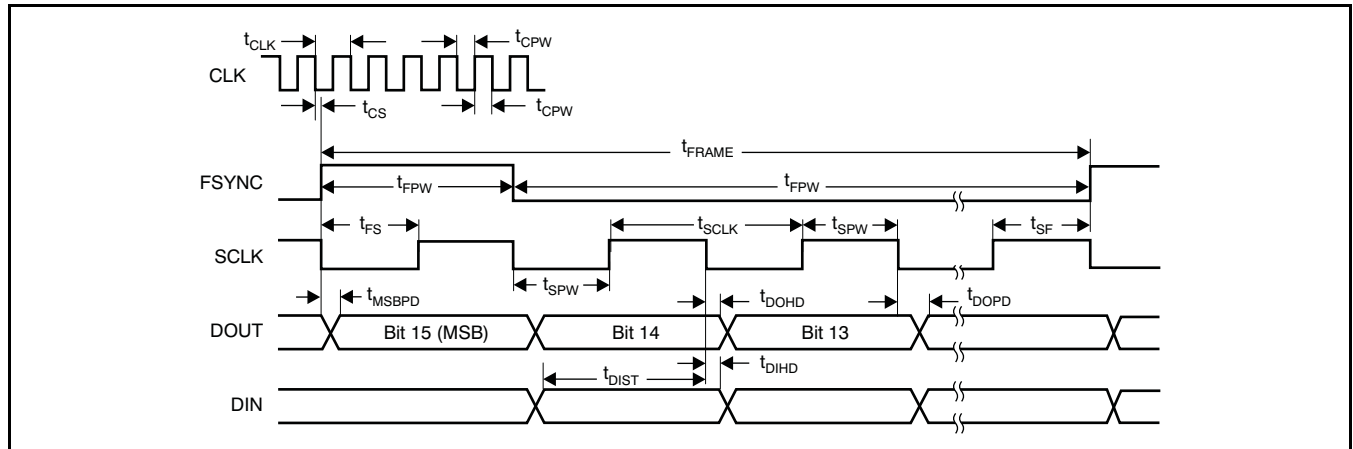 tCLK
tCPW
CLK
tCS
tCPW
tFRAME
FSYNC
tFPW
tFPW
tFS
tSCLK
tSPW
tSF
SCLK
tSPW
tMSBPD
tDOHD
tDOPD
DOUT
Bit 15 (MSB)
Bit 14
Bit 13
tDIST
tDIHD
DIN